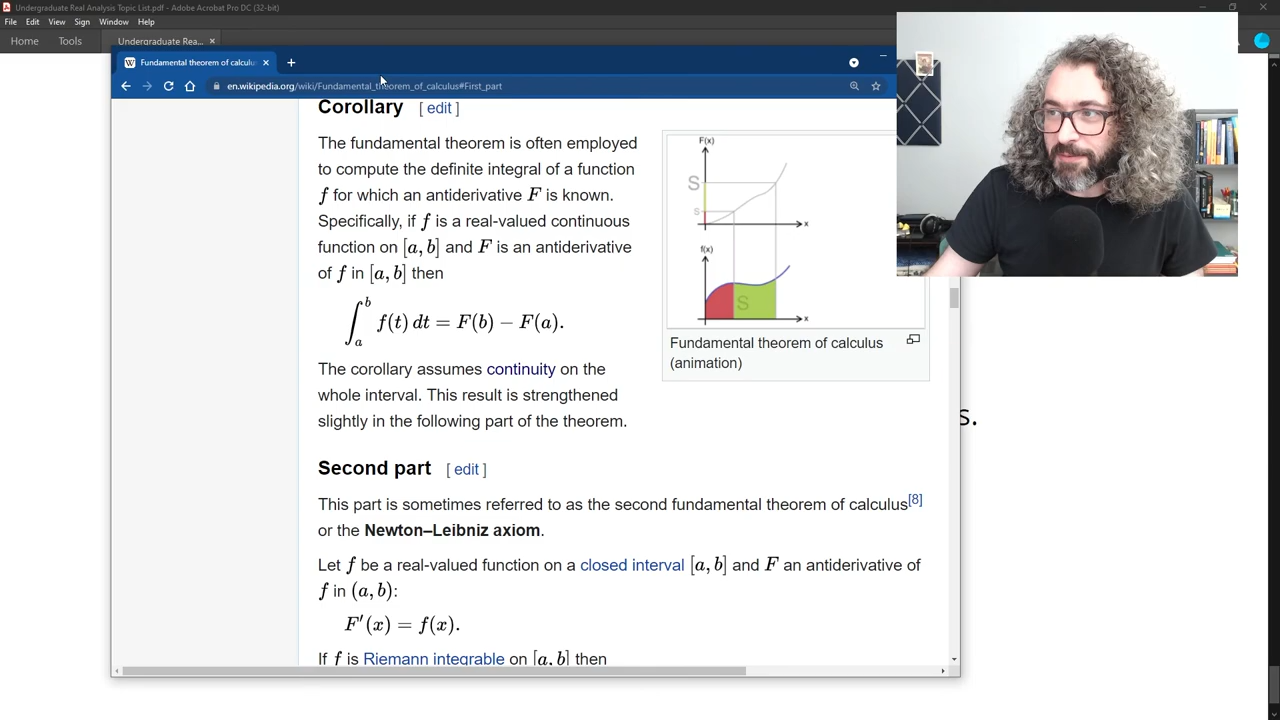 Undergraduate Real Analysis Topic List.pdf - Adobe Acrobat Pro DC (32-bit)
File Edit View Sign Window Help
Home Tools Undergraduate Rea... ×
Fundamental theorem of calculus × +
en.wikipedia.org/wiki/Fundamental_theorem_of_calculus#First_part
Corollary [ edit ]
The fundamental theorem is often employed
to compute the definite integral of a function
f for which an antiderivative F is known.
Specifically, if f is a real-valued continuous
function on [a, b] and F is an antiderivative
of f in [a, b] then
∫_a^b f(t) dt = F(b) − F(a).
The corollary assumes continuity on the
whole interval. This result is strengthened
slightly in the following part of the theorem.
F(x)
S
s
x
f(x)
S
x
Fundamental theorem of calculus
(animation)
s.
Second part [ edit ]
This part is sometimes referred to as the second fundamental theorem of calculus[8]
or the Newton–Leibniz axiom.
Let f be a real-valued function on a closed interval [a, b] and F an antiderivative of
f in (a, b):
F′(x) = f(x).
If f is Riemann integrable on [a, b] then